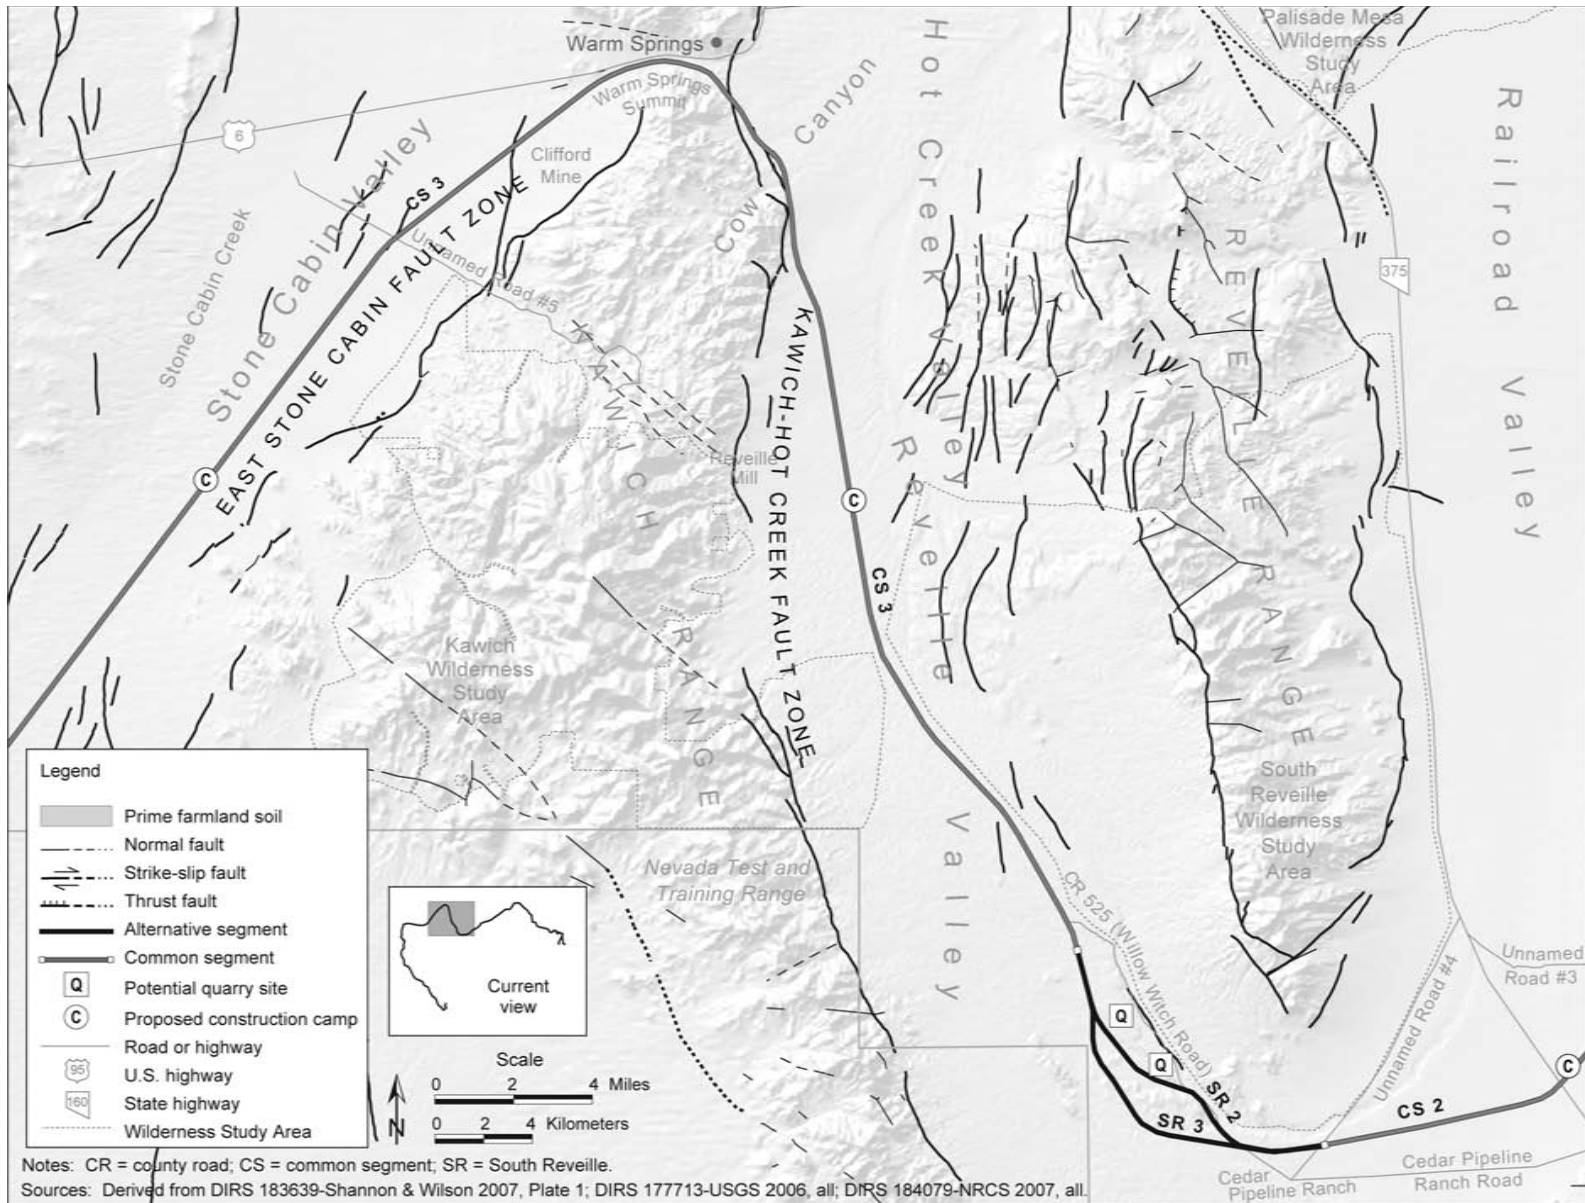 Warm Springs
Warm Springs
Summit
Canyon
Cow
Hot Creek Valley
Palisade Mesa
Wilderness
Study
Area
Railroad Valley
6
Clifford
Mine
CS 3
Stone Cabin Creek
Stone Cabin Valley
EAST STONE CABIN FAULT ZONE
Unnamed Road #5
375
KAWICH RANGE
KAWICH-HOT CREEK FAULT ZONE
REVEILLE RANGE
Reveille
Mill
C
C
Reveille Valley
CS 3
Kawich
Wilderness
Study
Area
South
Reveille
Wilderness
Study
Area
Nevada Test and
Training Range
CR 525 (Willow Witch Road)
Unnamed
Road #3
Unnamed Road #4
Q
Q
C
SR 2
SR 3
CS 2
Cedar
Pipeline Ranch
Cedar Pipeline
Ranch Road
Legend
Prime farmland soil
Normal fault
Strike-slip fault
Thrust fault
Alternative segment
Common segment
Q Potential quarry site
C Proposed construction camp
Road or highway
95 U.S. highway
160 State highway
Wilderness Study Area
Current
view
Scale
0 2 4 Miles
0 2 4 Kilometers
N
Notes: CR = county road; CS = common segment; SR = South Reveille.
Sources: Derived from DIRS 183639-Shannon & Wilson 2007, Plate 1; DIRS 177713-USGS 2006, all; DIRS 184079-NRCS 2007, all.